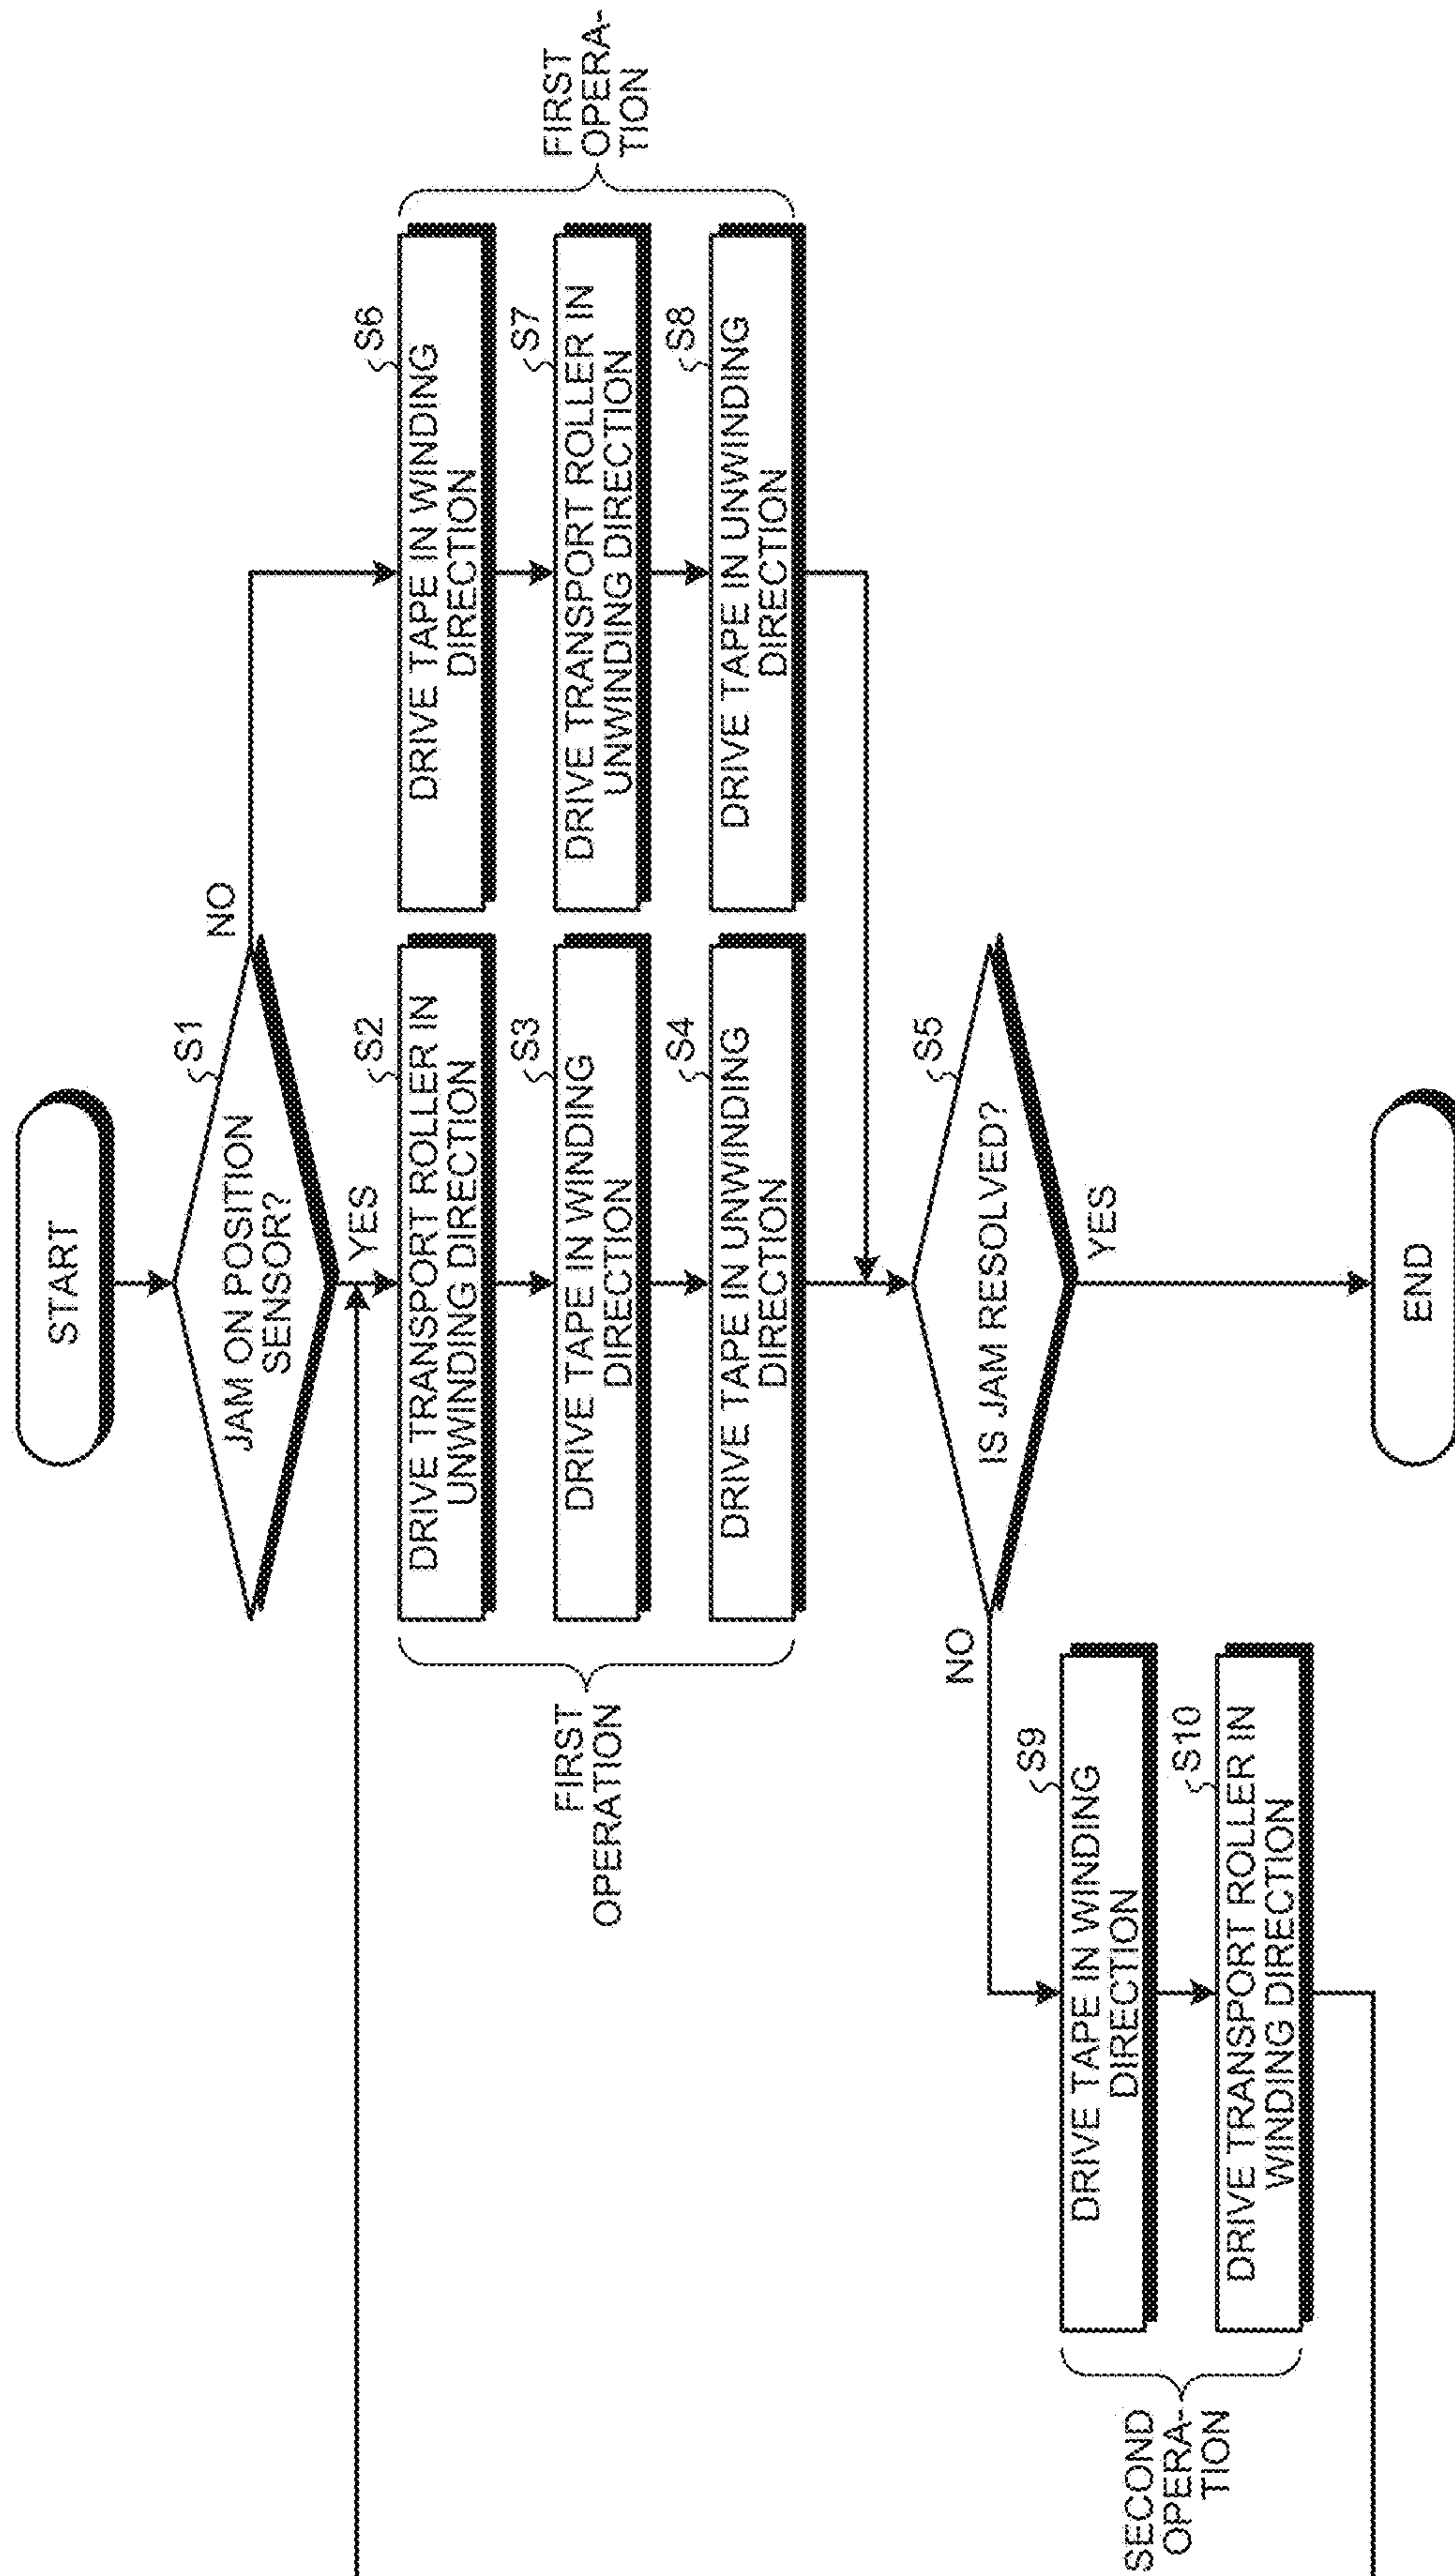 START
S1
JAM ON POSITION
SENSOR?
NO
YES
S2
DRIVE TRANSPORT ROLLER IN
UNWINDING DIRECTION
S3
DRIVE TAPE IN WINDING
DIRECTION
S4
DRIVE TAPE IN UNWINDING
DIRECTION
FIRST
OPERATION
S6
DRIVE TAPE IN WINDING
DIRECTION
S7
DRIVE TRANSPORT ROLLER IN
UNWINDING DIRECTION
S8
DRIVE TAPE IN UNWINDING
DIRECTION
FIRST
OPERA-
TION
S5
IS JAM RESOLVED?
NO
YES
S9
DRIVE TAPE IN WINDING
DIRECTION
S10
DRIVE TRANSPORT ROLLER IN
WINDING DIRECTION
SECOND
OPERA-
TION
END